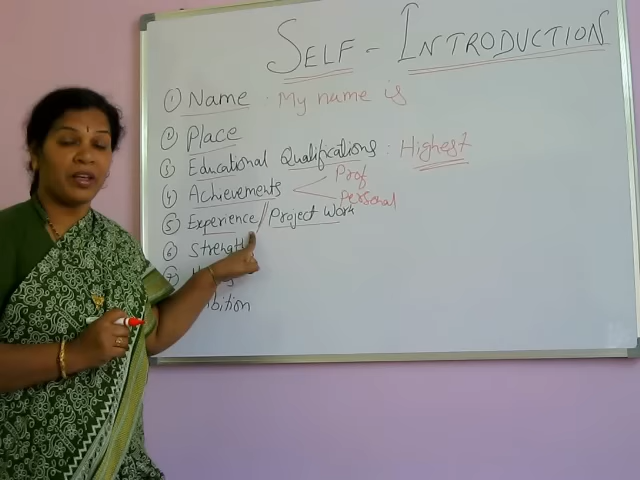 SELF - INTRODUCTION
① Name - My name is
② Place
③ Educational Qualifications : Highest
④ Achievements Prof
Personal
⑤ Experience // Project Work
⑥ Strength
⑦
bition